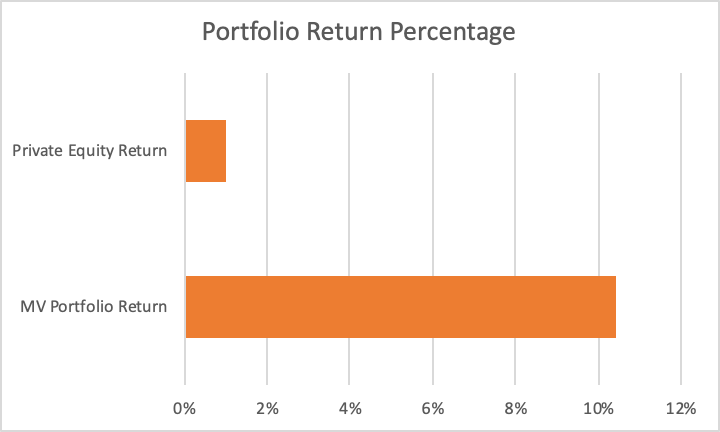 Portfolio Return Percentage
Private Equity Return
MV Portfolio Return
0% 2% 4% 6% 8% 10% 12%